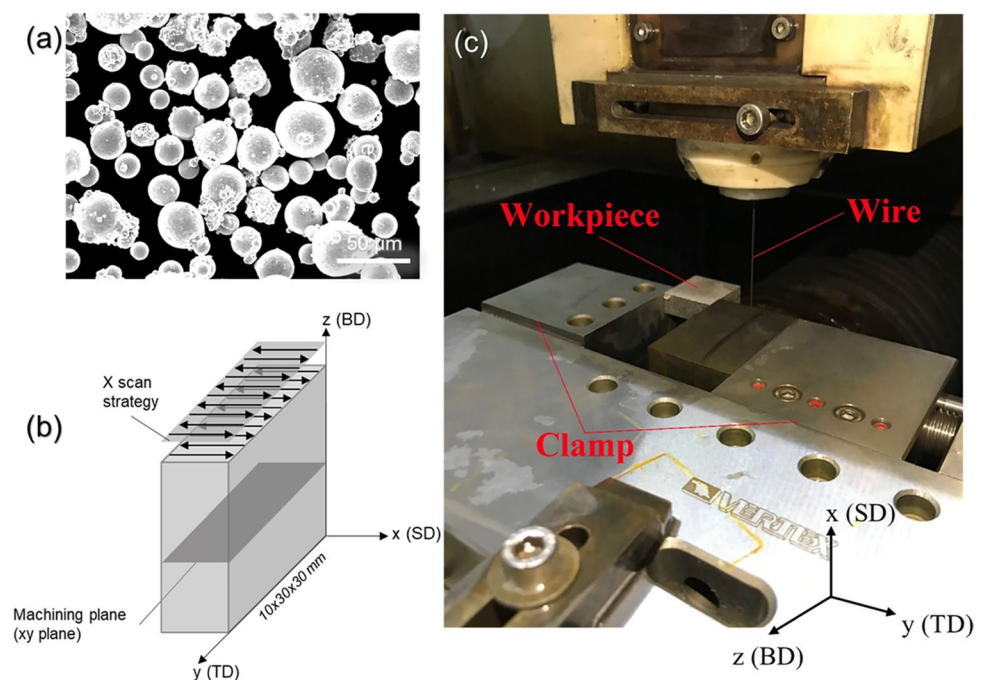 (a)
50 µm
(b)
z (BD)
X scan
strategy
x (SD)
10x30x30 mm
Machining plane
(xy plane)
y (TD)
(c)
Workpiece
Wire
Clamp
VERTEX
x (SD)
y (TD)
z (BD)